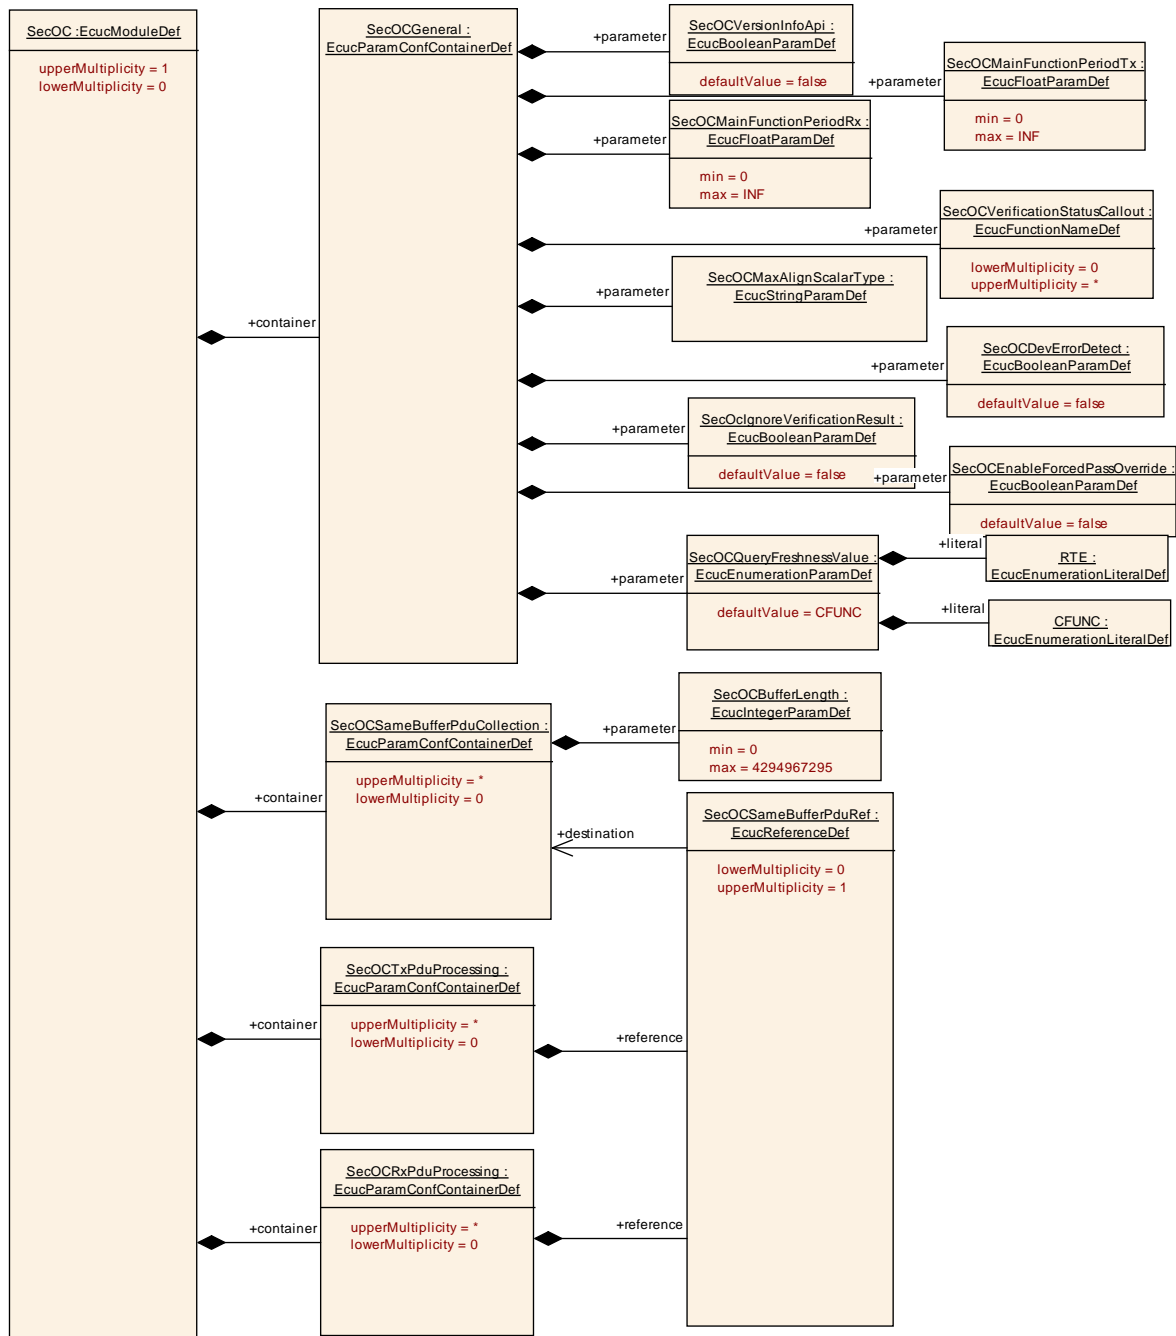 SecOC :EcucModuleDef
upperMultiplicity = 1
lowerMultiplicity = 0
+container
SecOCGeneral :
EcucParamConfContainerDef
+parameter
SecOCVersionInfoApi :
EcucBooleanParamDef
defaultValue = false
+parameter
SecOCMainFunctionPeriodTx :
EcucFloatParamDef
min = 0
max = INF
+parameter
SecOCMainFunctionPeriodRx :
EcucFloatParamDef
min = 0
max = INF
+parameter
SecOCVerificationStatusCallout :
EcucFunctionNameDef
lowerMultiplicity = 0
upperMultiplicity = *
+parameter
SecOCMaxAlignScalarType :
EcucStringParamDef
+parameter
SecOCDevErrorDetect :
EcucBooleanParamDef
defaultValue = false
+parameter
SecOcIgnoreVerificationResult :
EcucBooleanParamDef
defaultValue = false
+parameter
SecOCEnableForcedPassOverride :
EcucBooleanParamDef
defaultValue = false
+parameter
SecOCQueryFreshnessValue :
EcucEnumerationParamDef
defaultValue = CFUNC
+literal
RTE :
EcucEnumerationLiteralDef
+literal
CFUNC :
EcucEnumerationLiteralDef
+container
SecOCSameBufferPduCollection :
EcucParamConfContainerDef
upperMultiplicity = *
lowerMultiplicity = 0
+parameter
SecOCBufferLength :
EcucIntegerParamDef
min = 0
max = 4294967295
+destination
SecOCSameBufferPduRef :
EcucReferenceDef
lowerMultiplicity = 0
upperMultiplicity = 1
+container
SecOCTxPduProcessing :
EcucParamConfContainerDef
upperMultiplicity = *
lowerMultiplicity = 0
+reference
+container
SecOCRxPduProcessing :
EcucParamConfContainerDef
upperMultiplicity = *
lowerMultiplicity = 0
+reference